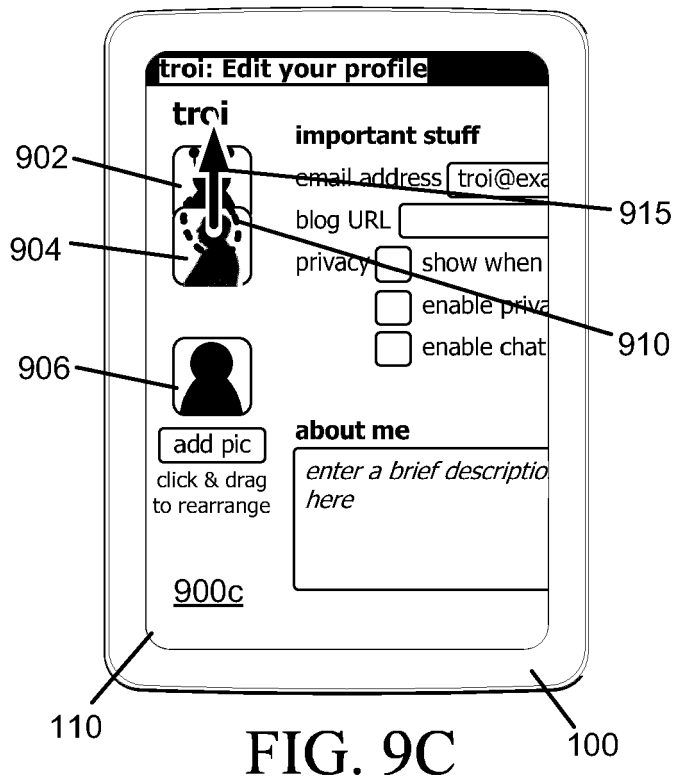 troi: Edit your profile
troi
important stuff
902
email address troi@exa
915
blog URL
904
privacy show when
enable priva
910
enable chat
906
about me
add pic
enter a brief descriptio
here
click & drag
to rearrange
900c
110
100
FIG. 9C